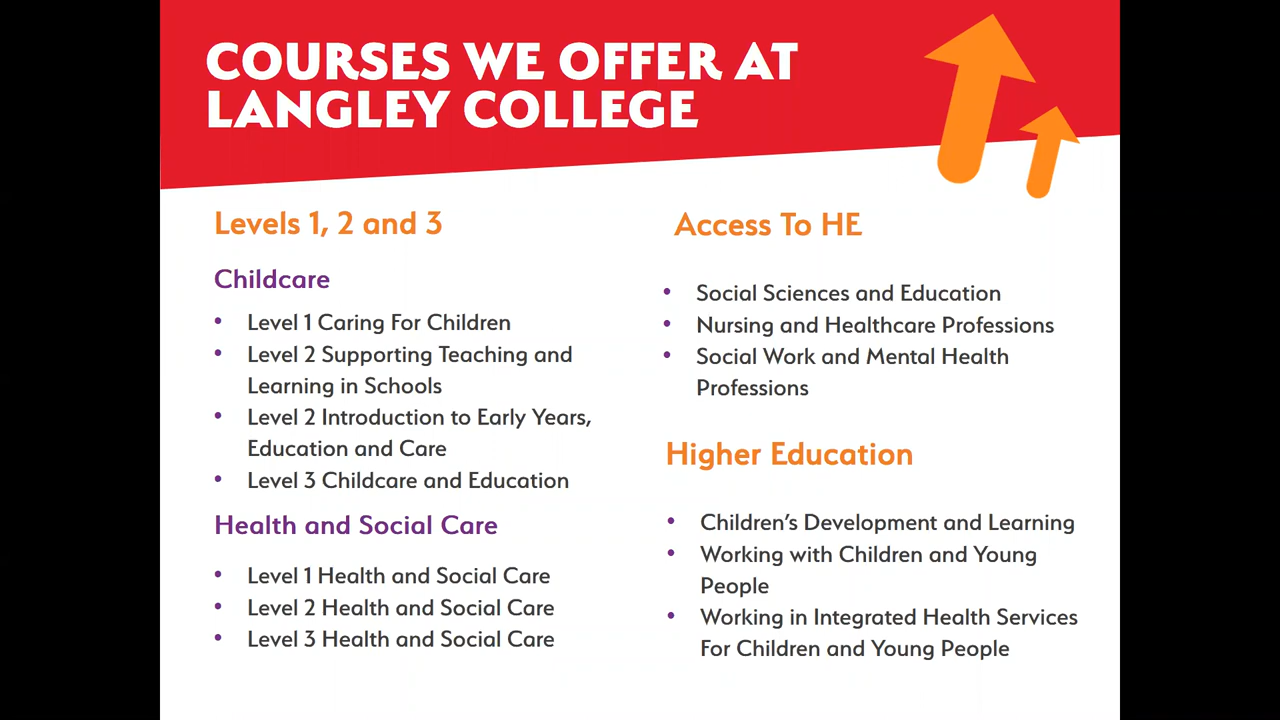 COURSES WE OFFER AT
LANGLEY COLLEGE
Levels 1, 2 and 3
Childcare
• Level 1 Caring For Children
• Level 2 Supporting Teaching and
Learning in Schools
• Level 2 Introduction to Early Years,
Education and Care
• Level 3 Childcare and Education
Health and Social Care
• Level 1 Health and Social Care
• Level 2 Health and Social Care
• Level 3 Health and Social Care
Access To HE
• Social Sciences and Education
• Nursing and Healthcare Professions
• Social Work and Mental Health
Professions
Higher Education
• Children’s Development and Learning
• Working with Children and Young
People
• Working in Integrated Health Services
For Children and Young People